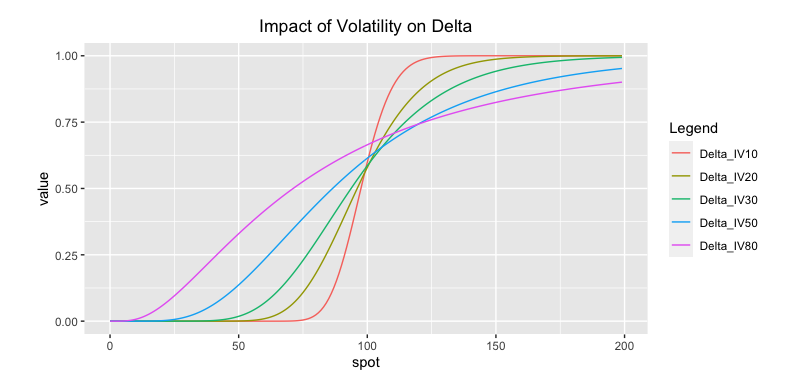 Impact of Volatility on Delta
1.00
0.75
0.50
0.25
0.00
value
0 50 100 150 200
spot
Legend
Delta_IV10
Delta_IV20
Delta_IV30
Delta_IV50
Delta_IV80